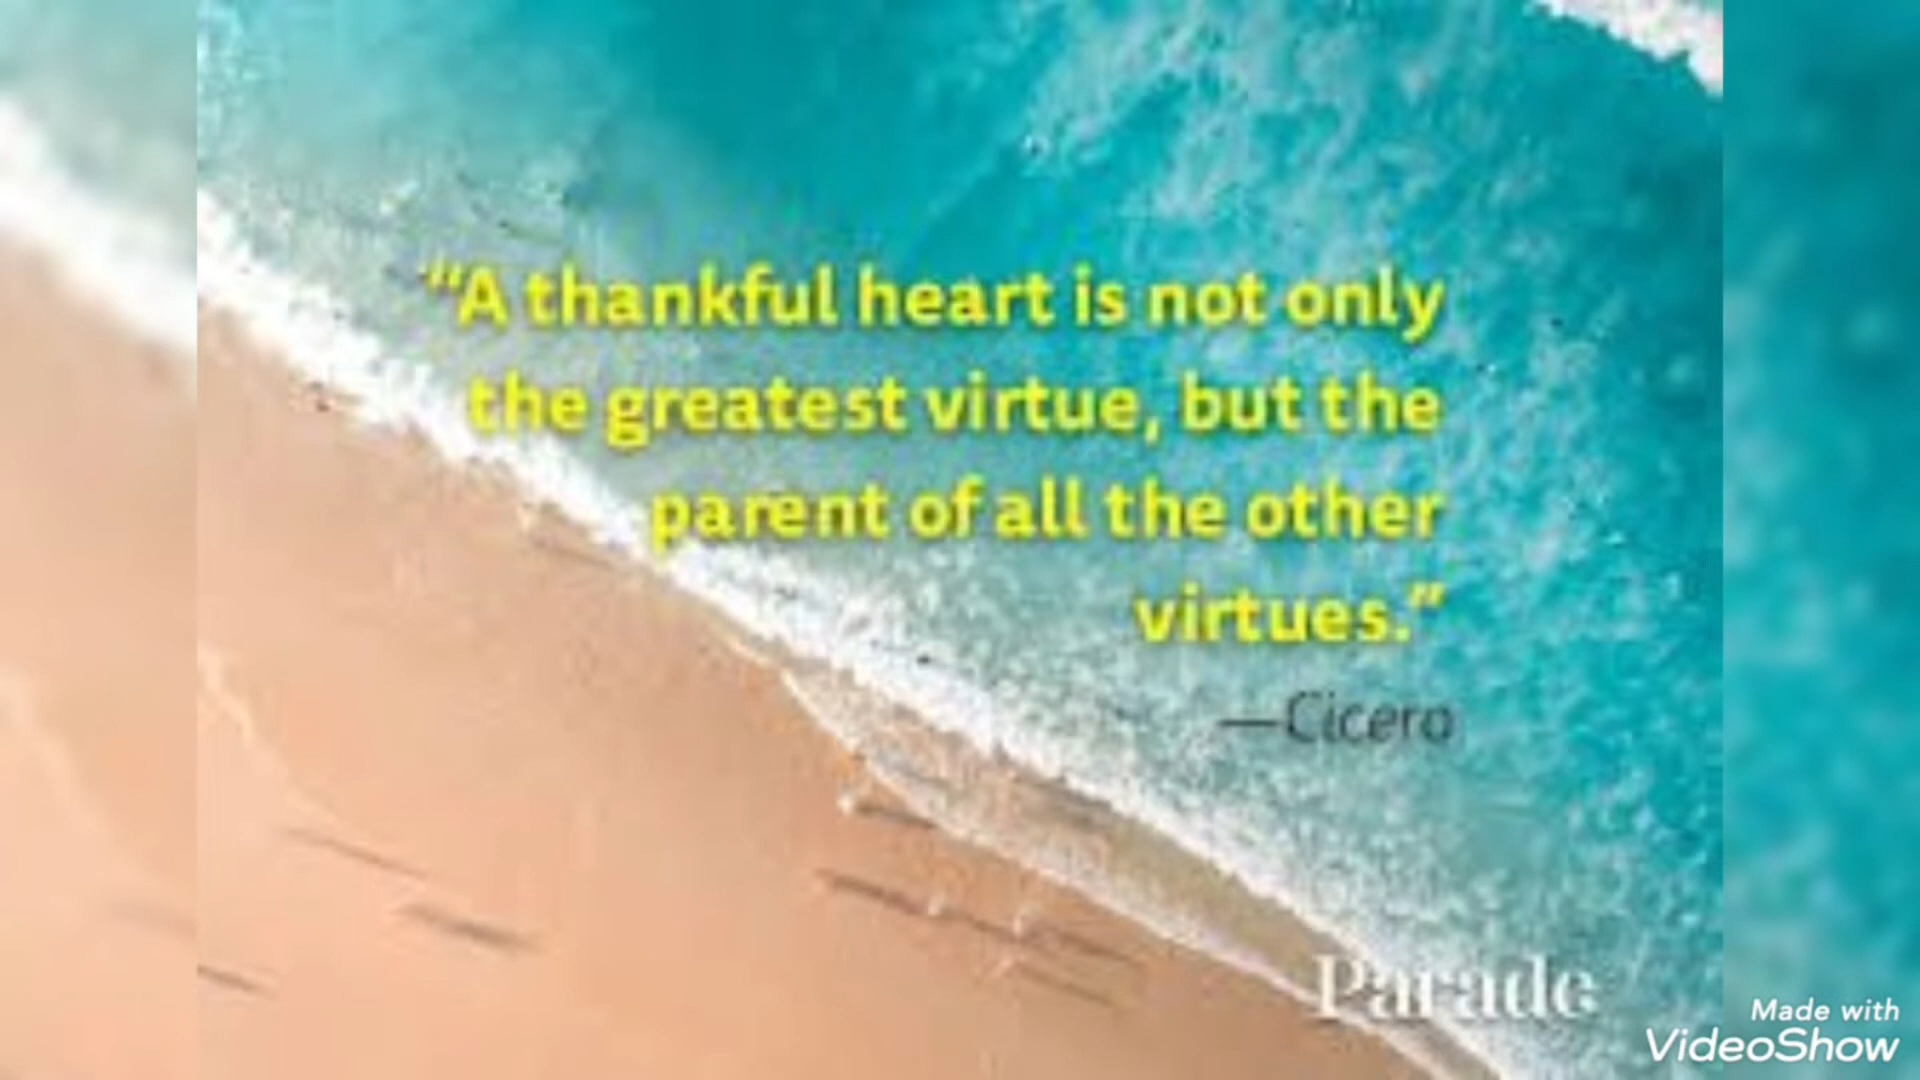 “A thankful heart is not only
the greatest virtue, but the
parent of all the other
virtues.”
—Cicero
Parade
Made with
VideoShow